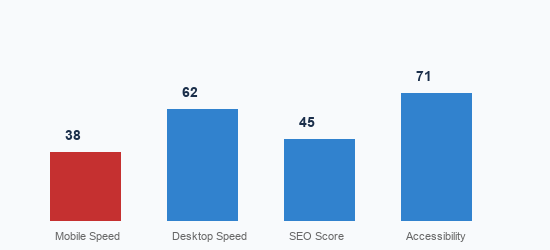 38
62
45
71
Mobile Speed
Desktop Speed
SEO Score
Accessibility